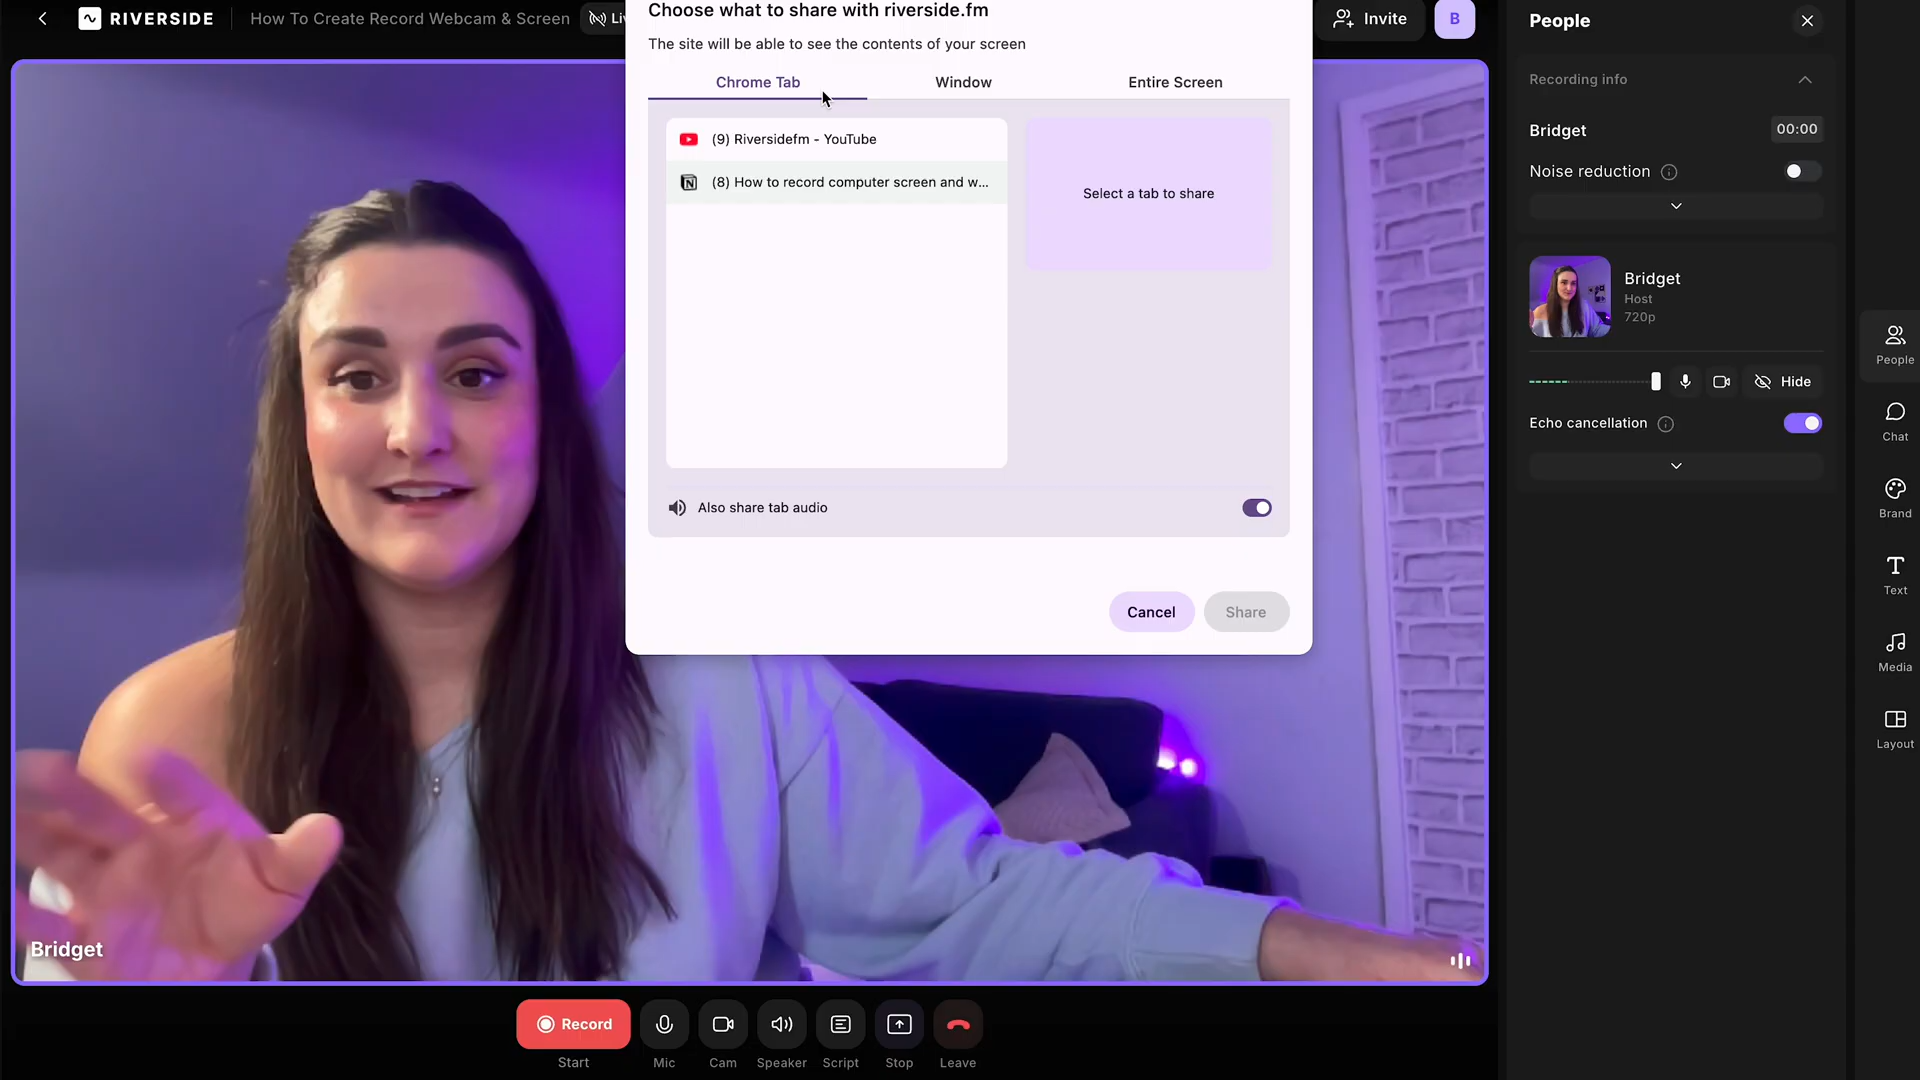 RIVERSIDE
How To Create Record Webcam & Screen
Li
Choose what to share with riverside.fm
The site will be able to see the contents of your screen
Chrome Tab
Window
Entire Screen
(9) Riversidefm - YouTube
(8) How to record computer screen and w...
Select a tab to share
Also share tab audio
Cancel
Share
Invite
B
People
Recording info
Bridget
00:00
Noise reduction
Bridget
Host
720p
Hide
Echo cancellation
People
Chat
Brand
Text
Media
Layout
Bridget
Record
Start
Mic
Cam
Speaker
Script
Stop
Leave